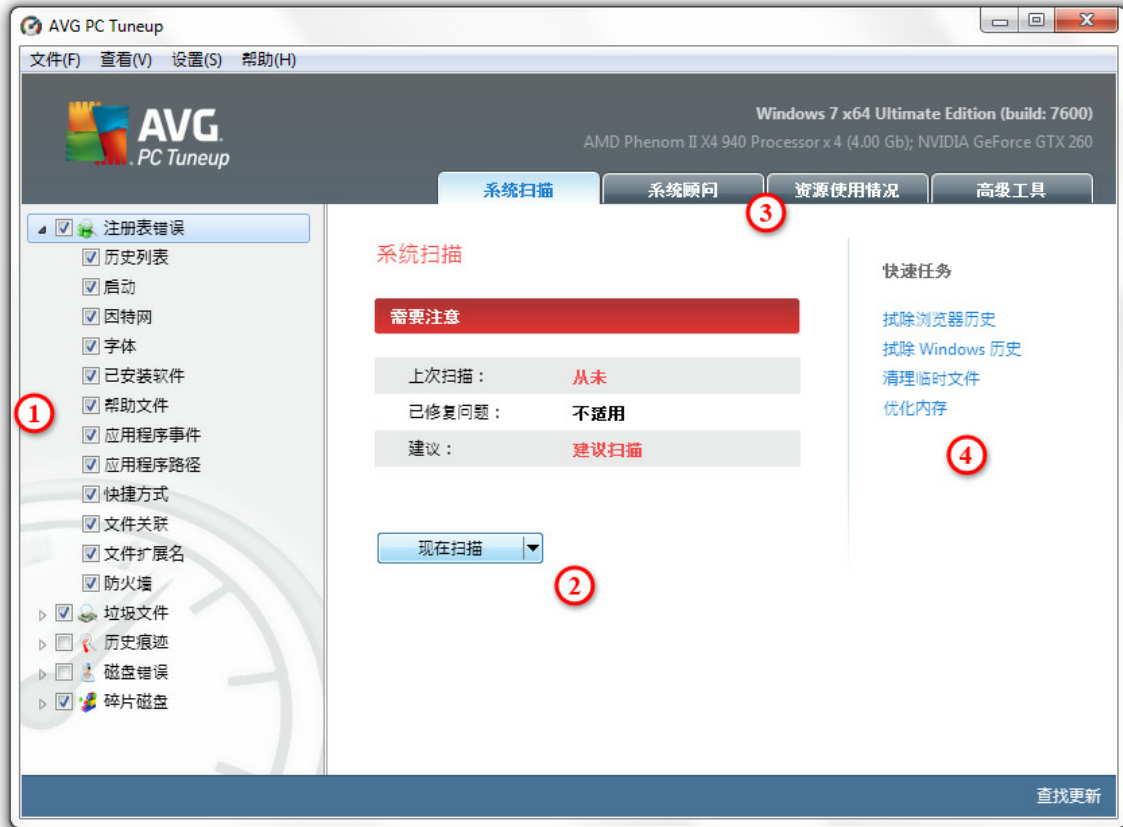 AVG PC Tuneup
文件(F) 查看(V) 设置(S) 帮助(H)
AVG.
PC Tuneup
Windows 7 x64 Ultimate Edition (build: 7600)
AMD Phenom II X4 940 Processor x 4 (4.00 Gb); NVIDIA GeForce GTX 260
系统扫描 系统顾问 资源使用情况 高级工具
3
注册表错误
历史列表
启动
因特网
字体
已安装软件
帮助文件
应用程序事件
应用程序路径
快捷方式
文件关联
文件扩展名
防火墙
垃圾文件
历史痕迹
磁盘错误
碎片磁盘
1
系统扫描
需要注意
上次扫描： 从未
已修复问题： 不适用
建议： 建议扫描
现在扫描
2
快速任务
拭除浏览器历史
拭除 Windows 历史
清理临时文件
优化内存
4
查找更新